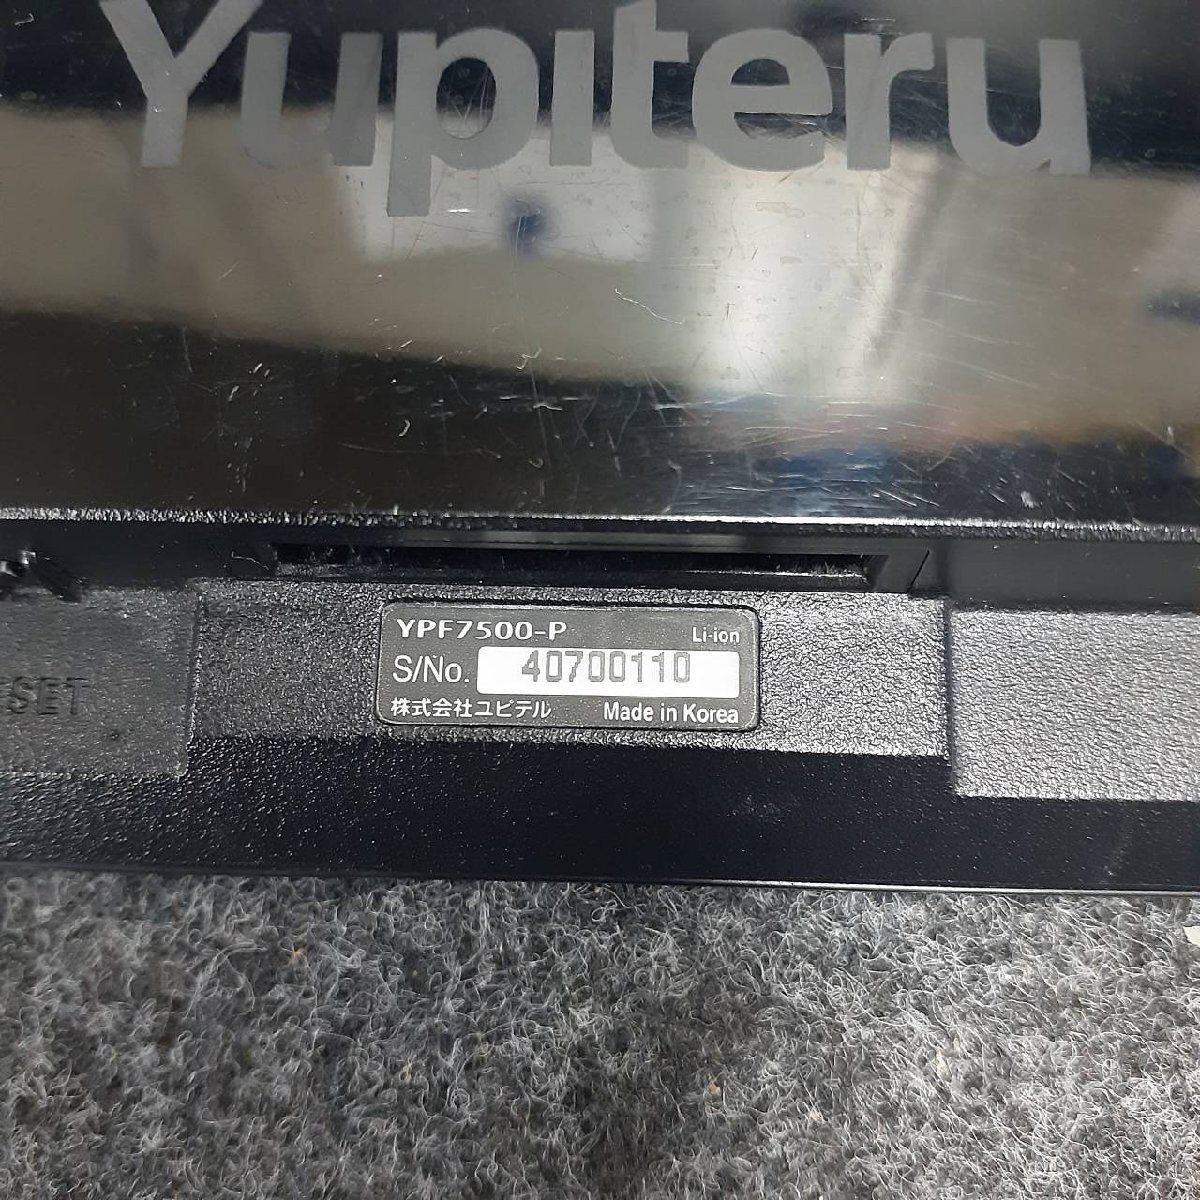 Yupiteru
SET
YPF7500-P Li-ion
S/No. 40700110
株式会社ユピテル Made in Korea